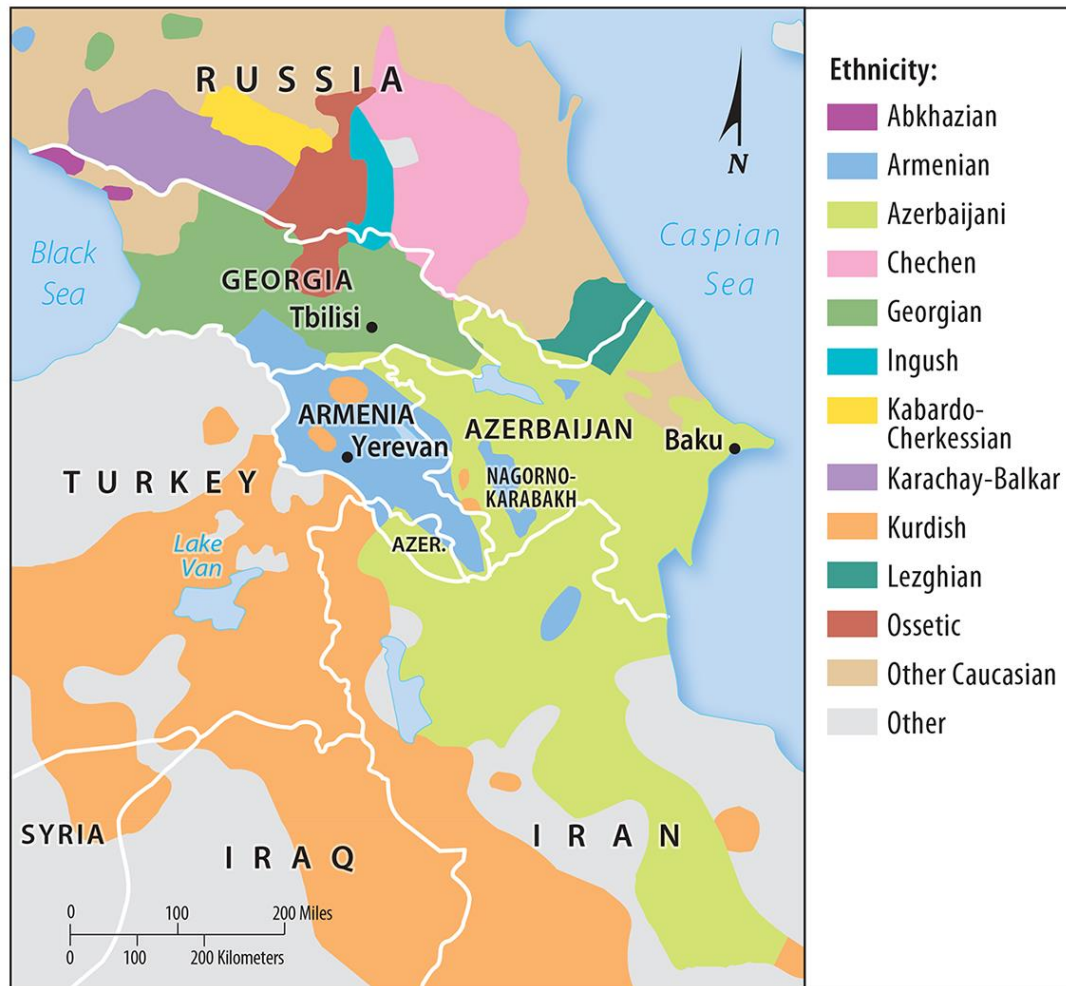 RUSSIA
Black
Sea
Caspian
Sea
N
GEORGIA
Tbilisi
ARMENIA
Yerevan
AZERBAIJAN
Baku
NAGORNO-
KARABAKH
AZER.
TURKEY
Lake
Van
SYRIA
IRAQ
IRAN
0 100 200 Miles
0 100 200 Kilometers
Ethnicity:
Abkhazian
Armenian
Azerbaijani
Chechen
Georgian
Ingush
Kabardo-
Cherkessian
Karachay-Balkar
Kurdish
Lezghian
Ossetic
Other Caucasian
Other